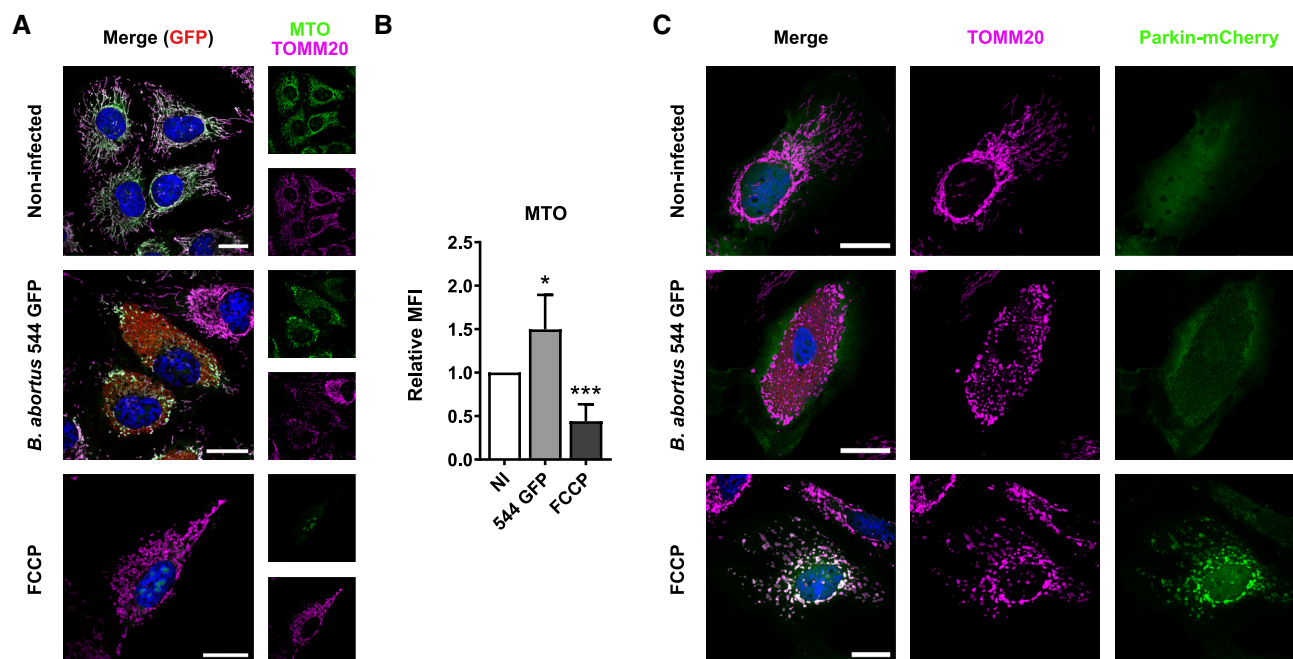 A
Merge (GFP)
MTO
TOMM20
Non-infected
B. abortus 544 GFP
FCCP
B
MTO
Relative MFI
2.5
2.0
1.5
1.0
0.5
0.0
*
***
NI
544 GFP
FCCP
C
Merge
TOMM20
Parkin-mCherry
Non-infected
B. abortus 544 GFP
FCCP